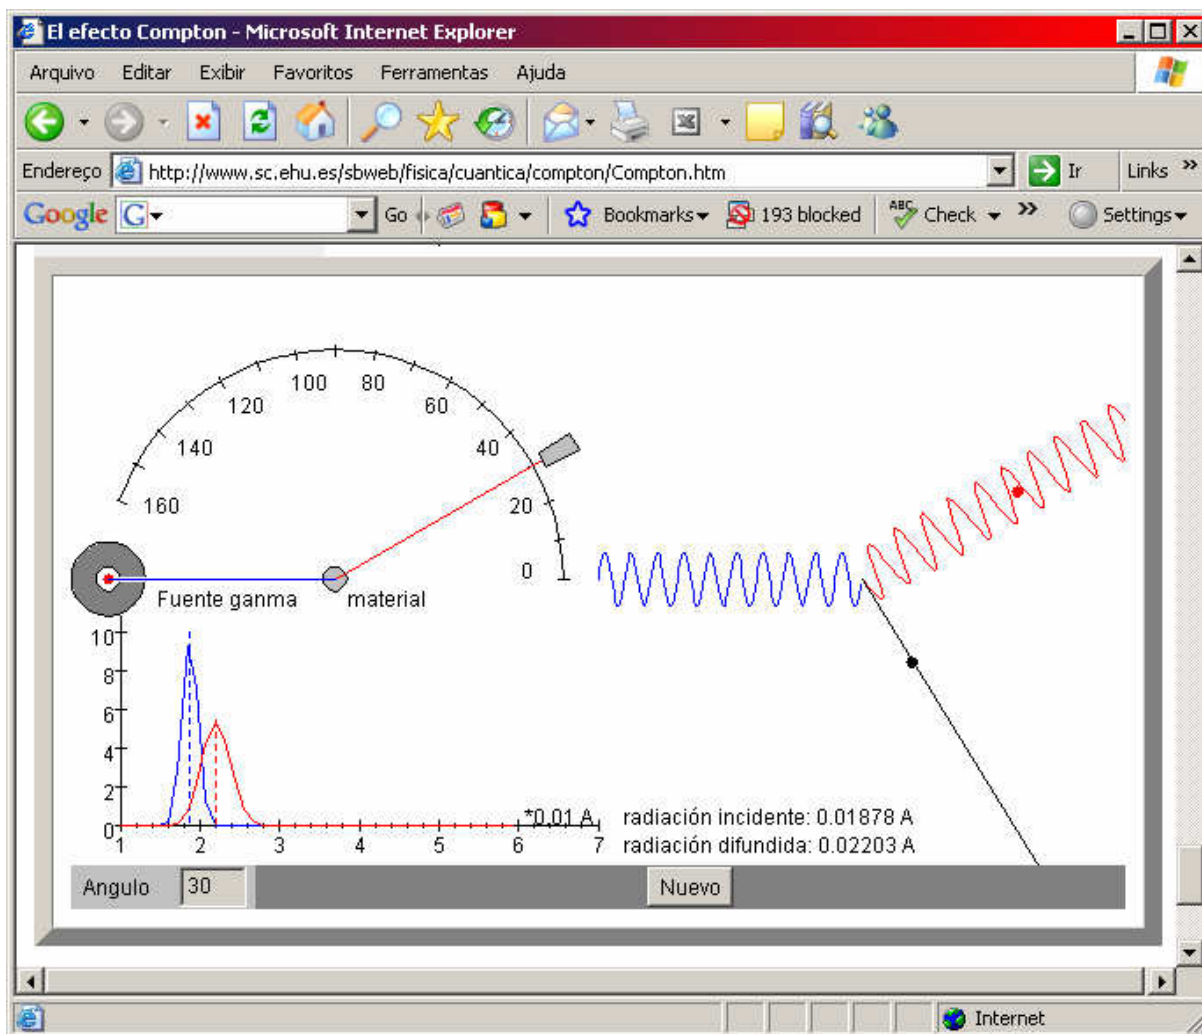 El efecto Compton - Microsoft Internet Explorer
Arquivo Editar Exibir Favoritos Ferramentas Ajuda
Endereço http://www.sc.ehu.es/sbweb/fisica/cuantica/compton/Compton.htm Ir Links »
Google G Go Bookmarks 193 blocked ABC Check » Settings
100 80
120 60
140 40
160 20
0
Fuente ganma material
10
8
6
4
2
0
*0.01 A radiación incidente: 0.01878 A
1 2 3 4 5 6 7 radiación difundida: 0.02203 A
Angulo 30 Nuevo
Internet